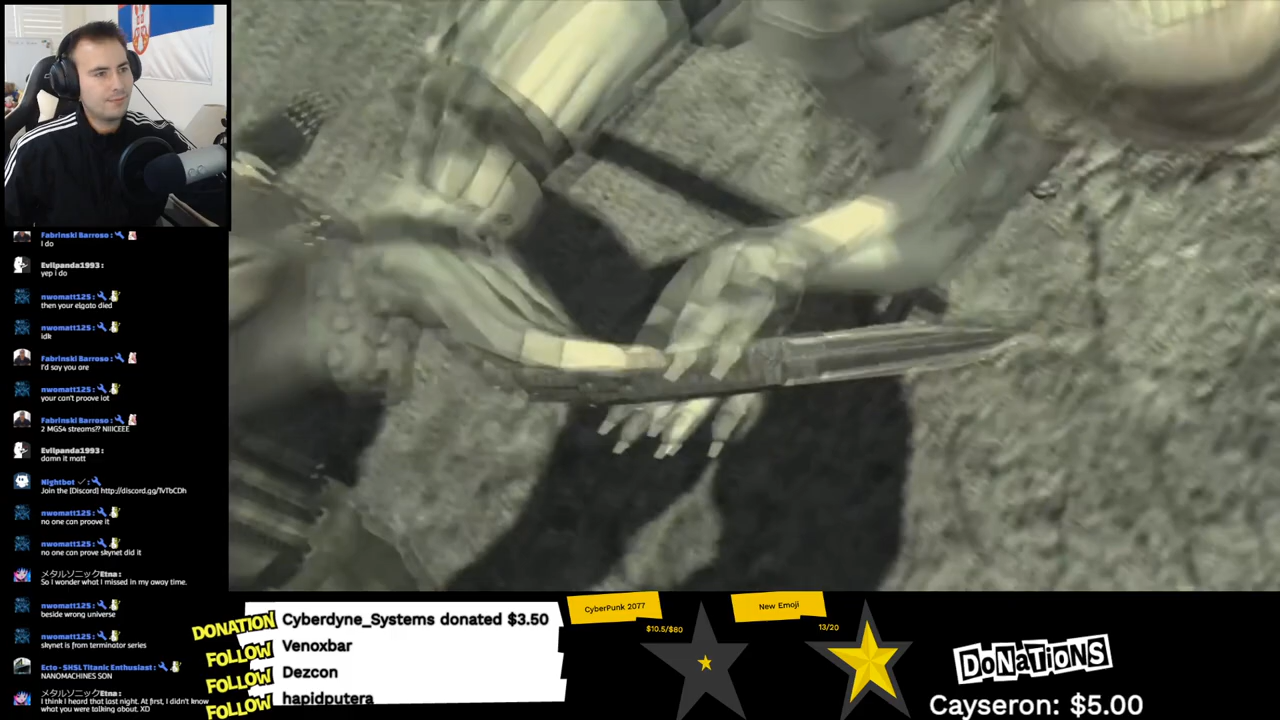 Fabrinski Barroso :
I do
Evilpanda1993 :
yep i do
nwomatt125 :
then your elgato died
nwomatt125 :
idk
Fabrinski Barroso :
I'd say you are
nwomatt125 :
your can't proove iot
Fabrinski Barroso :
2 MGS4 streams?? NIIICEEE
Evilpanda1993 :
damn it matt
Nightbot :
Join the [Discord] http://discord.gg/TvTbCDh
nwomatt125 :
no one can proove it
nwomatt125 :
no one can prove skynet did it
メタルソニックEtna :
So I wonder what I missed in my away time.
nwomatt125 :
beside wrong universe
nwomatt125 :
skynet is from terminator series
Ecto - SHSL Titanic Enthusiast :
NANOMACHINES SON
メタルソニックEtna :
I think I heard that last night. At first, I didn't know
what you were talking about. XD
DONATION Cyberdyne_Systems donated $3.50
FOLLOW Venoxbar
FOLLOW Dezcon
FOLLOW hapidputera
CyberPunk 2077
$10.5/$80
New Emoji
13/20
DONATIONS
Cayseron: $5.00